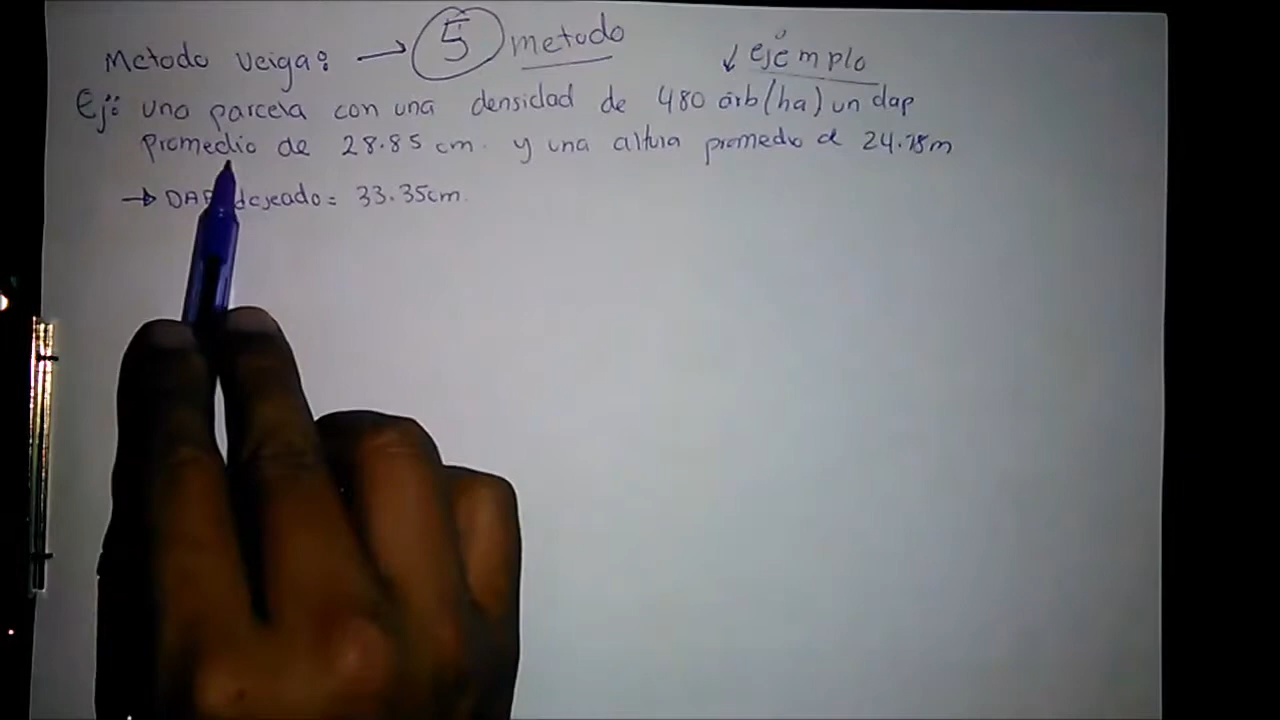 Metodo Veiga: → 5 metodo
↓ ejemplo
Ej: una parcela con una densidad de 480 árb(ha) un dap
promedio de 28.85 cm. y una altura promedio d 24.78m
→ DAP deseado = 33.35cm.